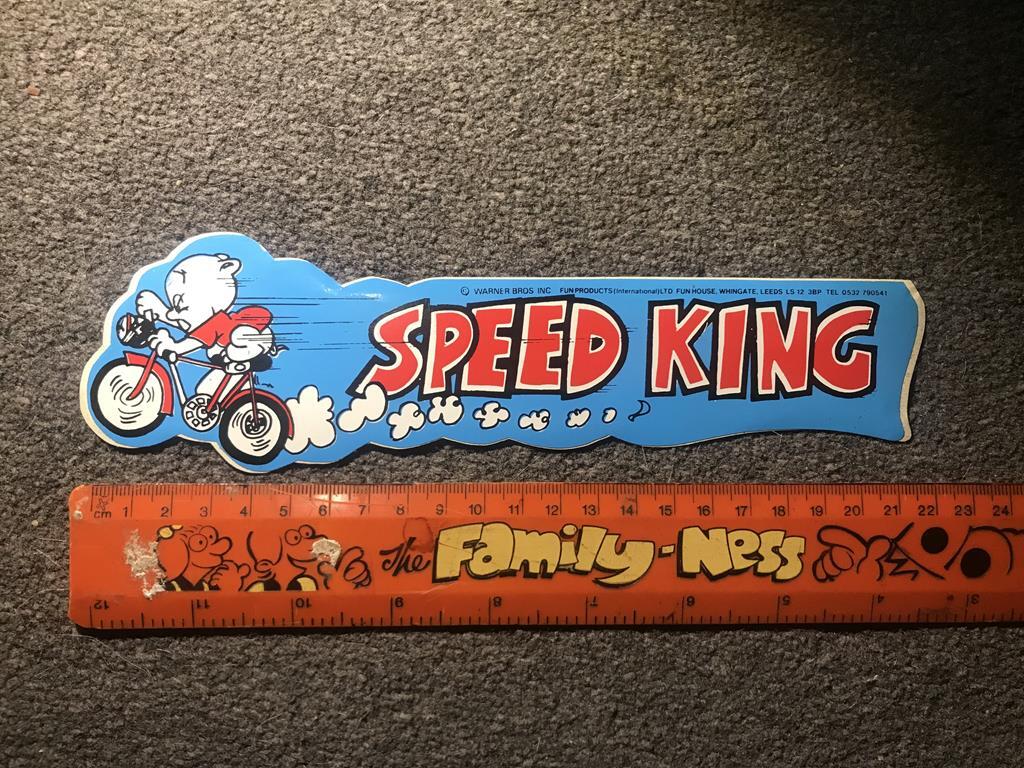 © WARNER BROS INC FUN PRODUCTS (International) LTD FUN HOUSE, WHINGATE, LEEDS LS 12 3BP TEL 0532 790541
SPEED KING
cm 1 2 3 4 5 6 7 8 9 10 11 12 13 14 15 16 17 18 19 20 21 22 23 24
The Family-Ness
12 11 10 9 8 7 6 5 4 3